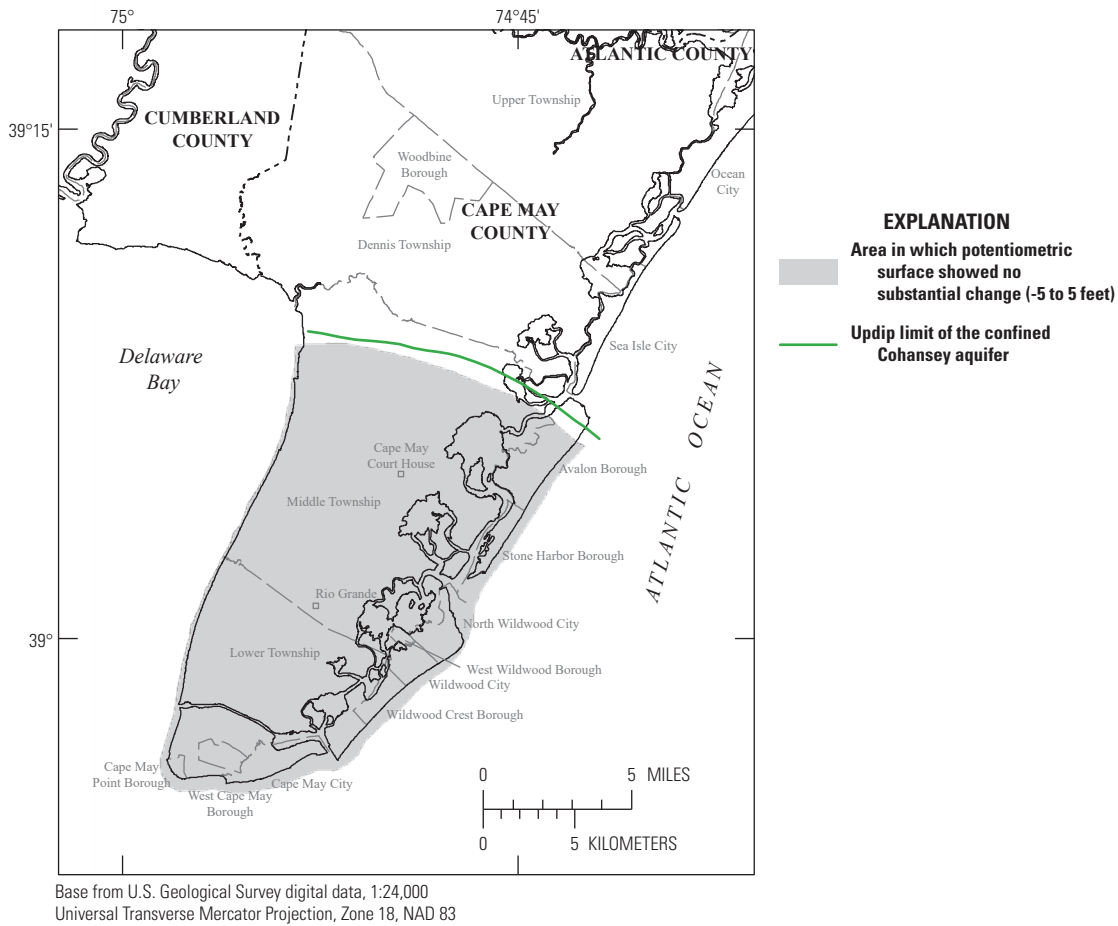 75°
74°45'
ATLANTIC COUNTY
Upper Township
39°15'
CUMBERLAND
COUNTY
Woodbine
Borough
Ocean
City
CAPE MAY
COUNTY
Dennis Township
Delaware
Bay
Sea Isle City
ATLANTIC OCEAN
Cape May
Court House
Avalon Borough
Middle Township
Stone Harbor Borough
Rio Grande
North Wildwood City
39°
Lower Township
West Wildwood Borough
Wildwood City
Wildwood Crest Borough
Cape May
Point Borough
Cape May City
West Cape May
Borough
0 5 MILES
0 5 KILOMETERS
EXPLANATION
Area in which potentiometric
surface showed no
substantial change (-5 to 5 feet)
Updip limit of the confined
Cohansey aquifer
Base from U.S. Geological Survey digital data, 1:24,000
Universal Transverse Mercator Projection, Zone 18, NAD 83